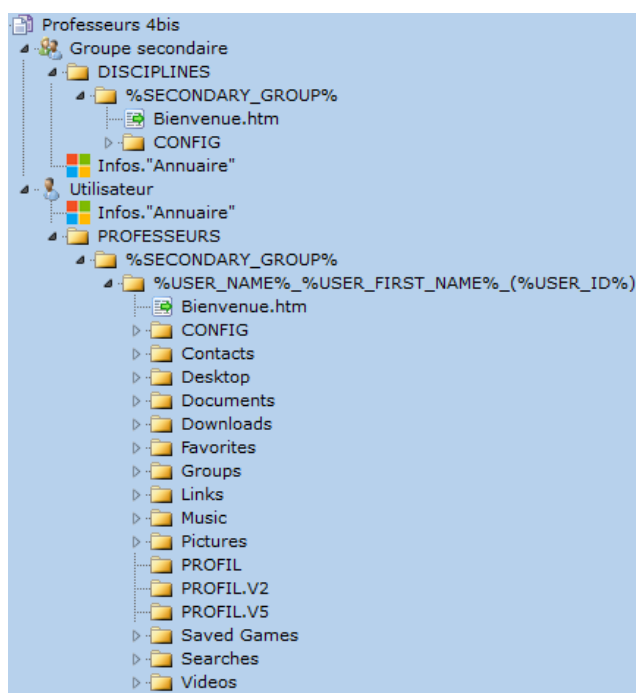 Professeurs 4bis
Groupe secondaire
DISCIPLINES
%SECONDARY_GROUP%
Bienvenue.htm
CONFIG
Infos."Annuaire"
Utilisateur
Infos."Annuaire"
PROFESSEURS
%SECONDARY_GROUP%
%USER_NAME%_%USER_FIRST_NAME%_(%USER_ID%)
Bienvenue.htm
CONFIG
Contacts
Desktop
Documents
Downloads
Favorites
Groups
Links
Music
Pictures
PROFIL
PROFIL.V2
PROFIL.V5
Saved Games
Searches
Videos